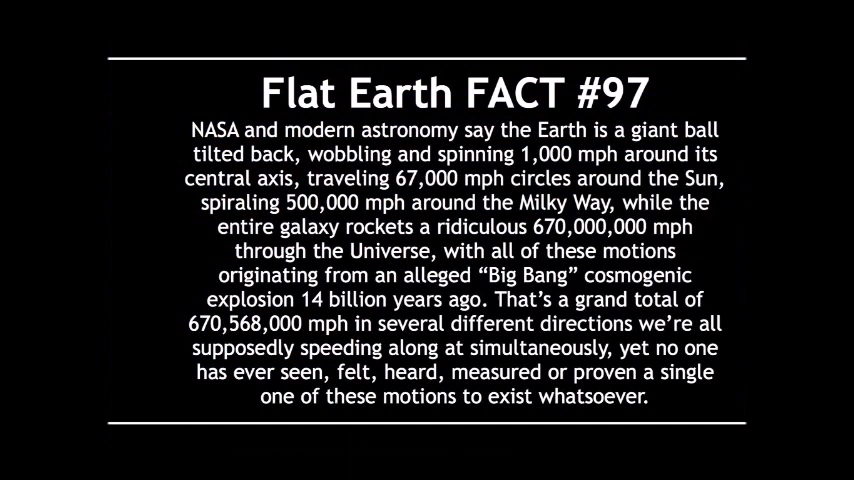 Flat Earth FACT #97
NASA and modern astronomy say the Earth is a giant ball
tilted back, wobbling and spinning 1,000 mph around its
central axis, traveling 67,000 mph circles around the Sun,
spiraling 500,000 mph around the Milky Way, while the
entire galaxy rockets a ridiculous 670,000,000 mph
through the Universe, with all of these motions
originating from an alleged “Big Bang” cosmogenic
explosion 14 billion years ago. That’s a grand total of
670,568,000 mph in several different directions we’re all
supposedly speeding along at simultaneously, yet no one
has ever seen, felt, heard, measured or proven a single
one of these motions to exist whatsoever.